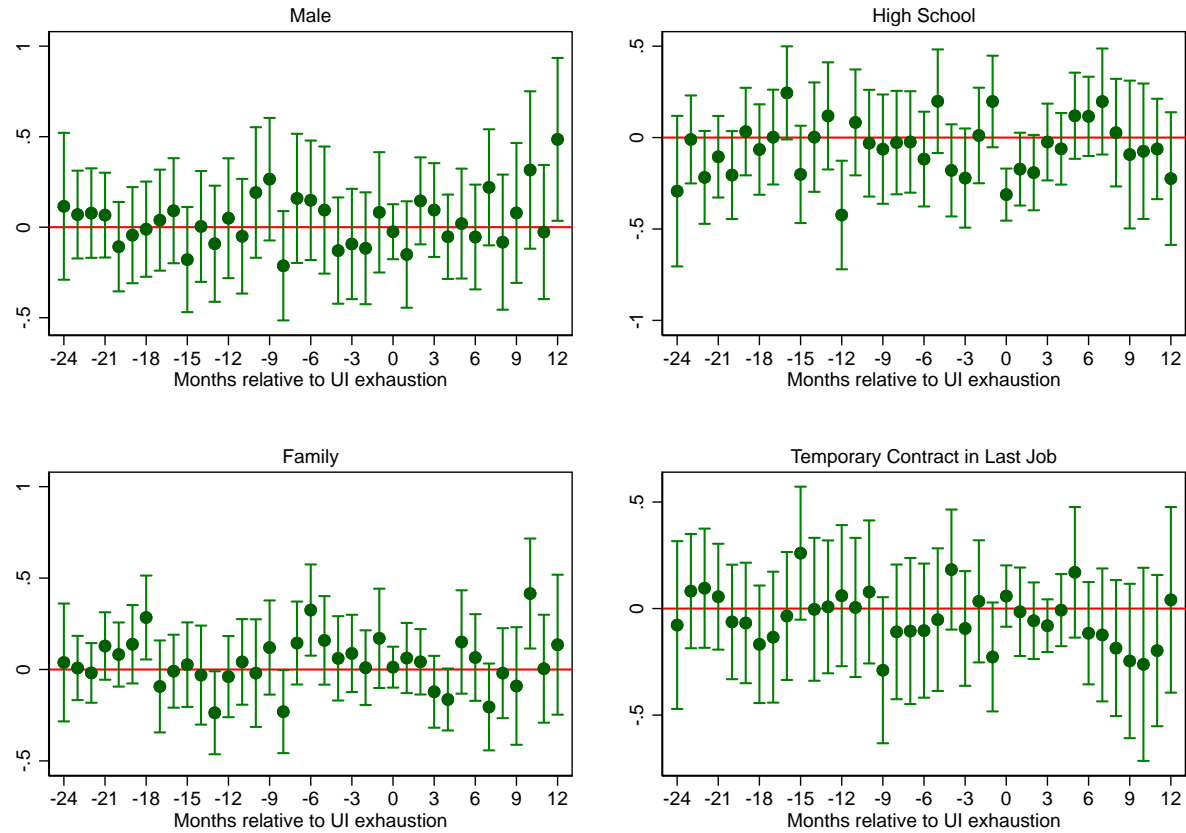 Male
1
.5
0
-.5
-24 -21 -18 -15 -12 -9 -6 -3 0 3 6 9 12
Months relative to UI exhaustion
High School
.5
0
-.5
-1
-24 -21 -18 -15 -12 -9 -6 -3 0 3 6 9 12
Months relative to UI exhaustion
Family
1
.5
0
-.5
-24 -21 -18 -15 -12 -9 -6 -3 0 3 6 9 12
Months relative to UI exhaustion
Temporary Contract in Last Job
.5
0
-.5
-24 -21 -18 -15 -12 -9 -6 -3 0 3 6 9 12
Months relative to UI exhaustion